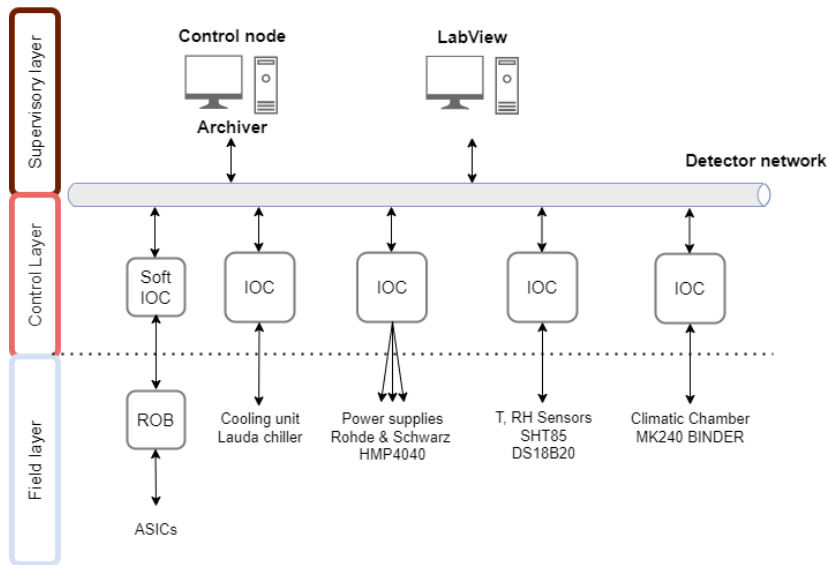 Supervisory layer
Control node
LabView
Archiver
Detector network
Control Layer
Soft
IOC
IOC
IOC
IOC
IOC
Field layer
ROB
Cooling unit
Lauda chiller
Power supplies
Rohde & Schwarz
HMP4040
T, RH Sensors
SHT85
DS18B20
Climatic Chamber
MK240 BINDER
ASICs